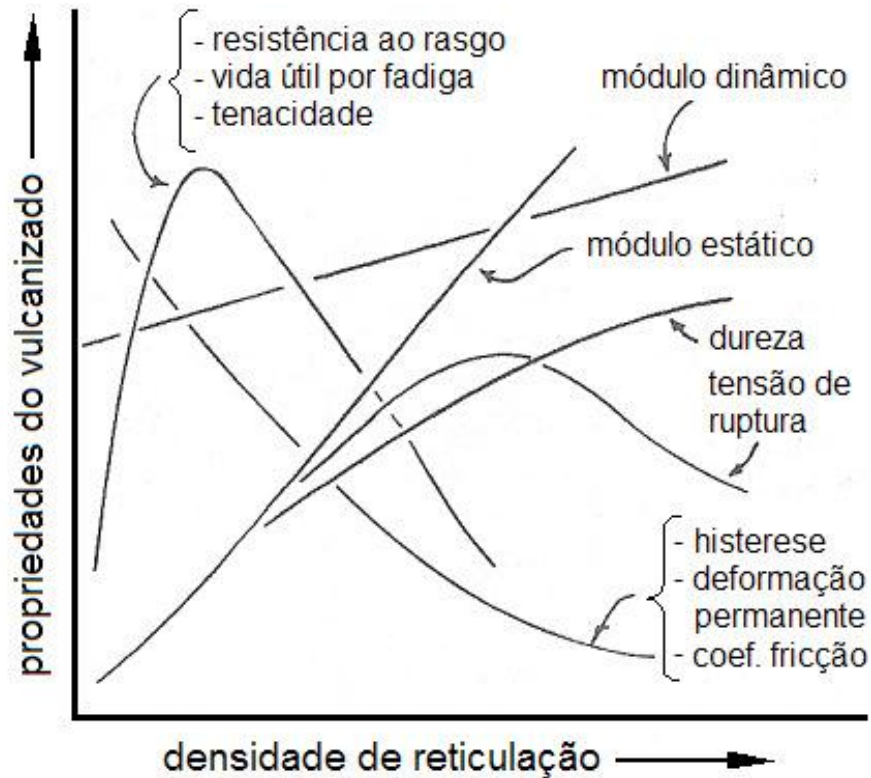 - resistência ao rasgo
- vida útil por fadiga
- tenacidade
módulo dinâmico
módulo estático
dureza
tensão de
ruptura
- histerese
- deformação
permanente
- coef. fricção
propriedades do vulcanizado
densidade de reticulação